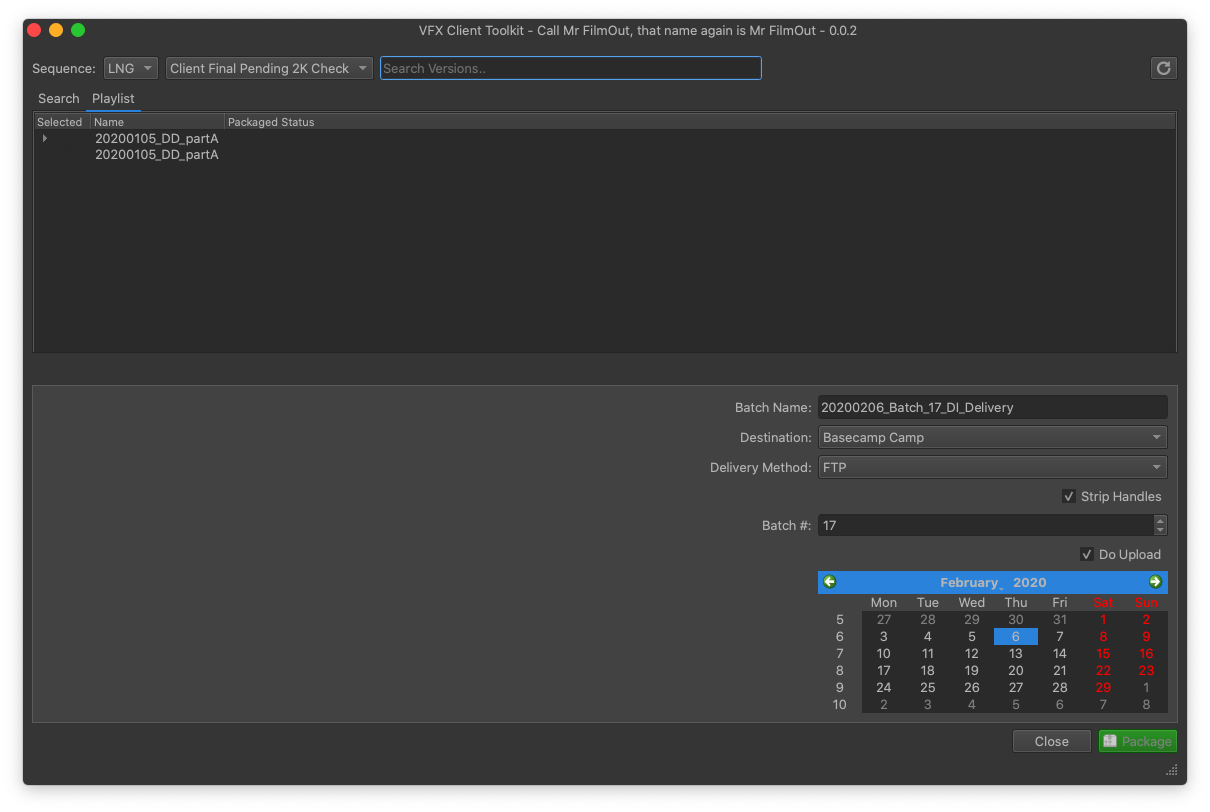 VFX Client Toolkit - Call Mr FilmOut, that name again is Mr FilmOut - 0.0.2
Sequence: LNG Client Final Pending 2K Check Search Versions..
Search Playlist
Selected Name Packaged Status
20200105_DD_partA
20200105_DD_partA
Batch Name: 20200206_Batch_17_DI_Delivery
Destination: Basecamp Camp
Delivery Method: FTP
Strip Handles
Batch #: 17
Do Upload
February, 2020
Mon Tue Wed Thu Fri Sat Sun
5 27 28 29 30 31 1 2
6 3 4 5 6 7 8 9
7 10 11 12 13 14 15 16
8 17 18 19 20 21 22 23
9 24 25 26 27 28 29 1
10 2 3 4 5 6 7 8
Close Package